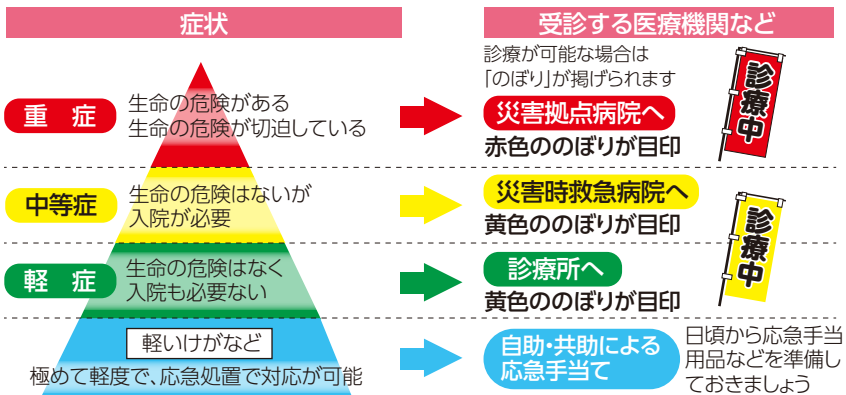 症状
受診する医療機関など
診療が可能な場合は
「のぼり」が掲げられます
重 症
生命の危険がある
生命の危険が切迫している
災害拠点病院へ
赤色ののぼりが目印
診療中
中等症
生命の危険はないが
入院が必要
災害時救急病院へ
黄色ののぼりが目印
診療中
軽 症
生命の危険はなく
入院も必要ない
診療所へ
黄色ののぼりが目印
軽いけがなど
極めて軽度で、応急処置で対応が可能
自助・共助による
応急手当て
日頃から応急手当
用品などを準備し
ておきましょう